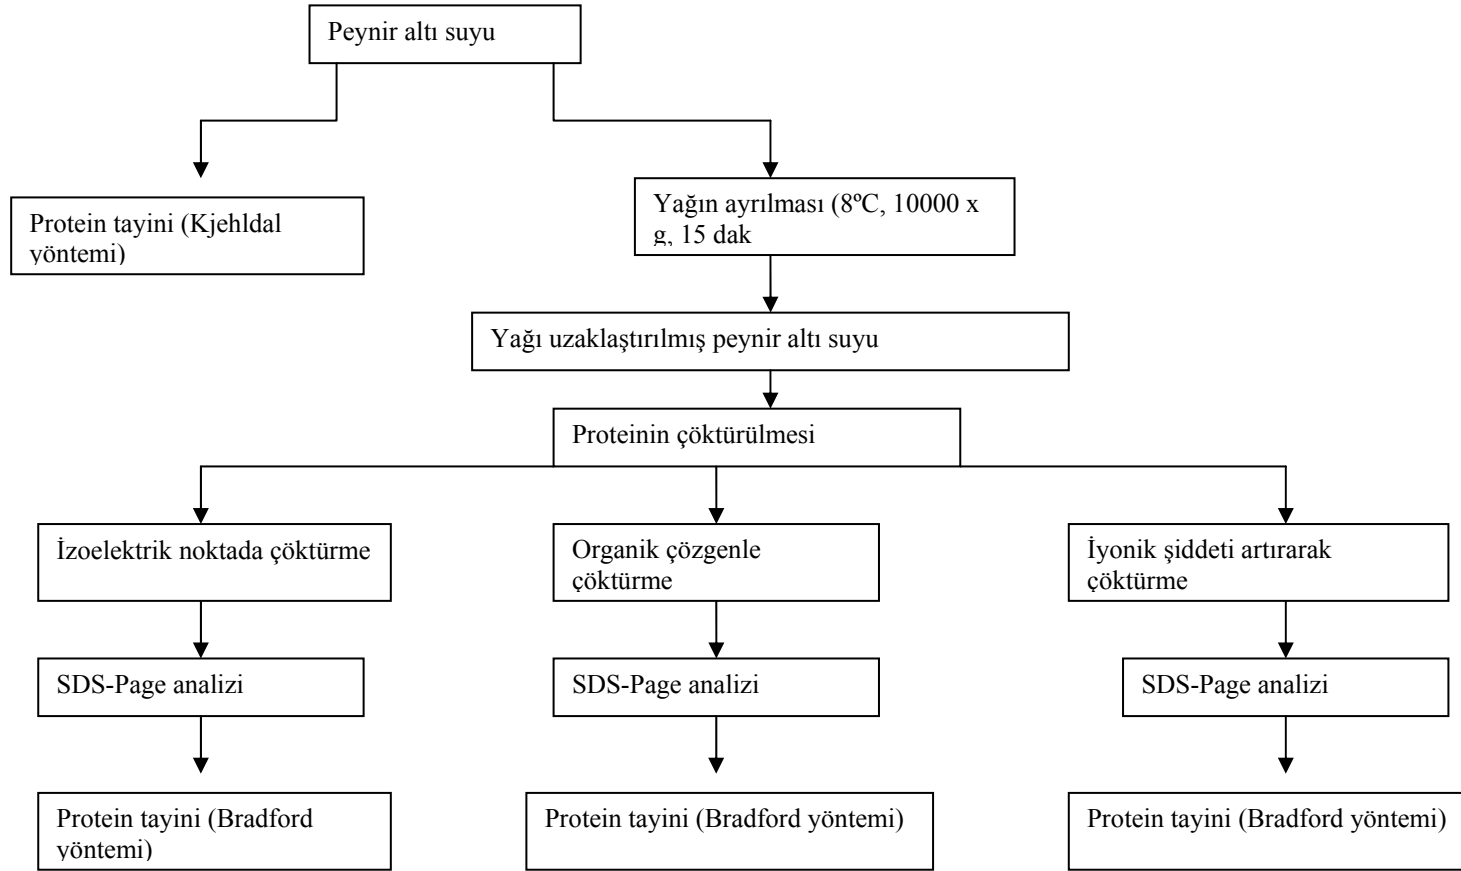 Peynir altı suyu
Protein tayini (Kjehldal
yöntemi)
Yağın ayrılması (8ºC, 10000 x
g, 15 dak
Yağı uzaklaştırılmış peynir altı suyu
Proteinin çöktürülmesi
İzoelektrik noktada çöktürme
Organik çözgenle
çöktürme
İyonik şiddeti artırarak
çöktürme
SDS-Page analizi
SDS-Page analizi
SDS-Page analizi
Protein tayini (Bradford
yöntemi)
Protein tayini (Bradford yöntemi)
Protein tayini (Bradford yöntemi)